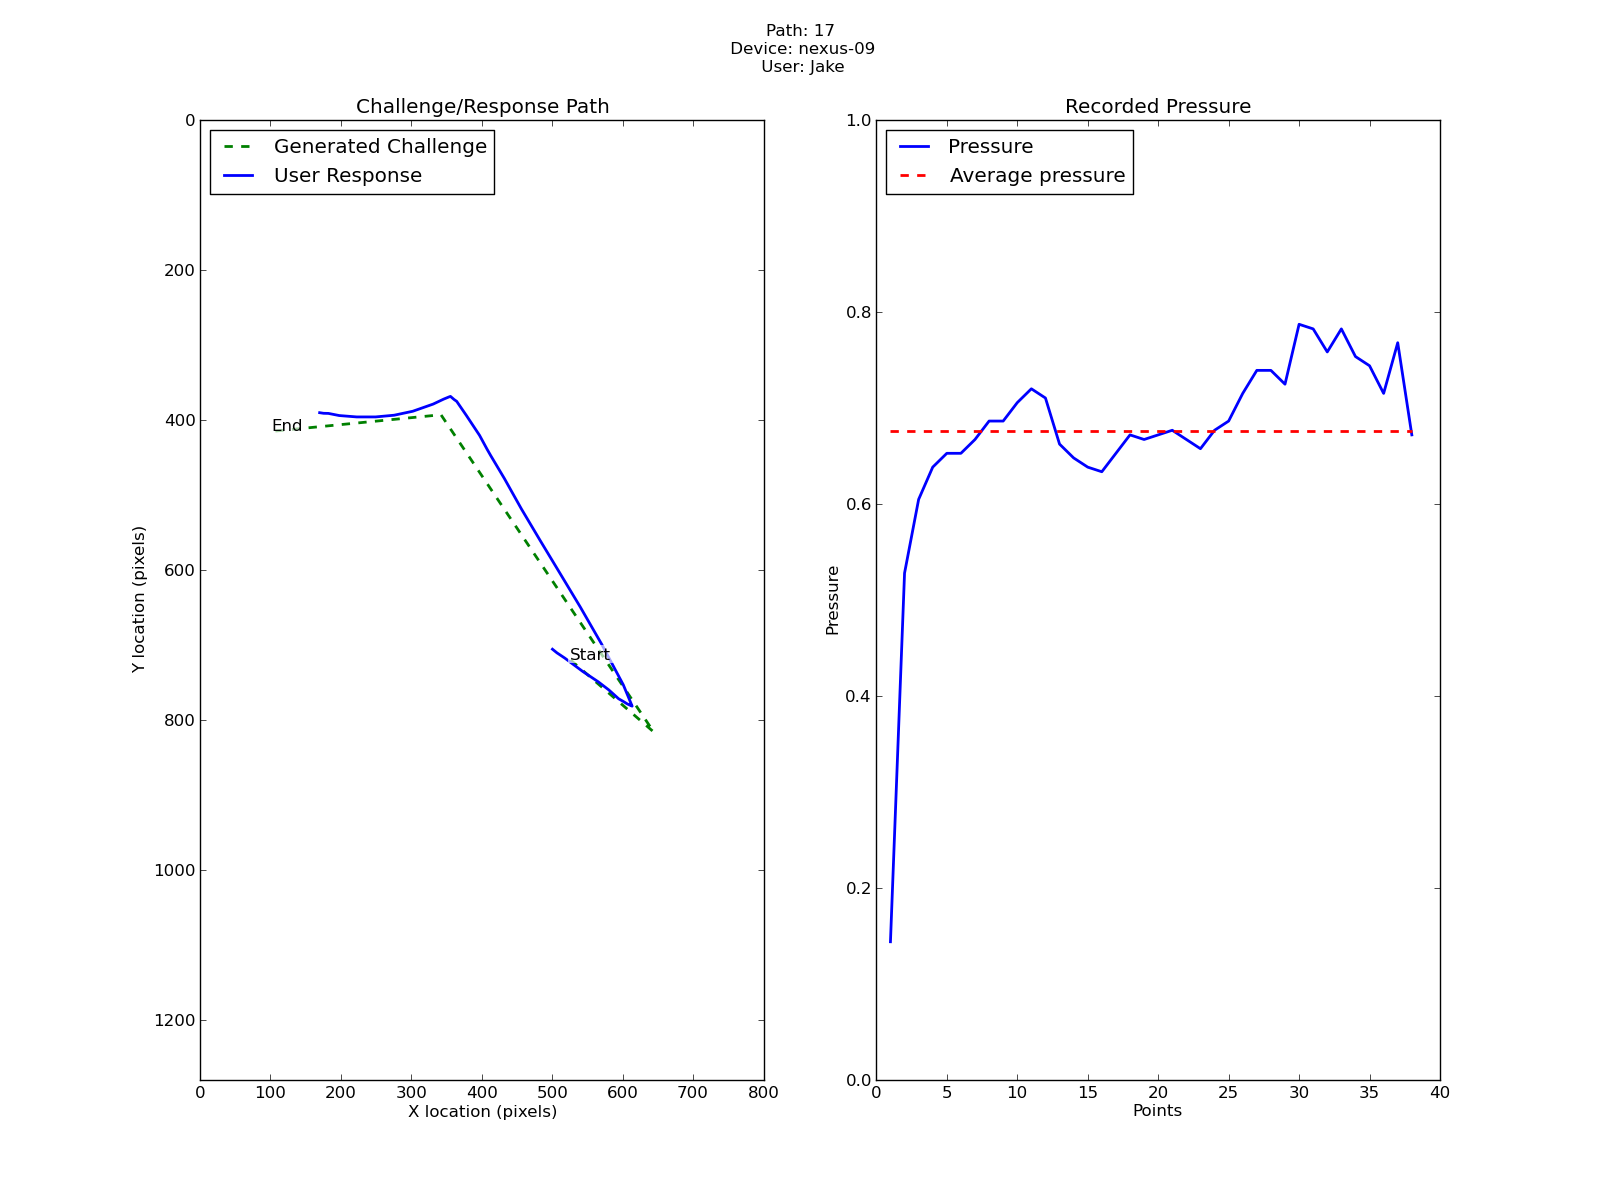 Path: 17
Device: nexus-09
User: Jake
Challenge/Response Path
Generated Challenge
User Response
0
200
400
600
800
1000
1200
Y location (pixels)
End
Start
0 100 200 300 400 500 600 700 800
X location (pixels)
Recorded Pressure
Pressure
Average pressure
1.0
0.8
0.6
0.4
0.2
0.0
Pressure
0 5 10 15 20 25 30 35 40
Points